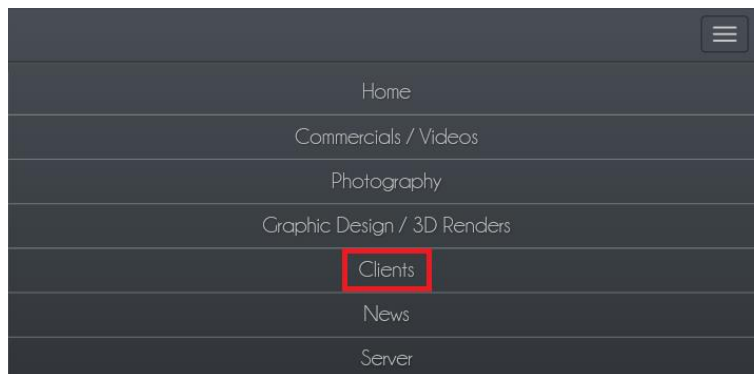 Home
Commercials / Videos
Photography
Graphic Design / 3D Renders
Clients
News
Server